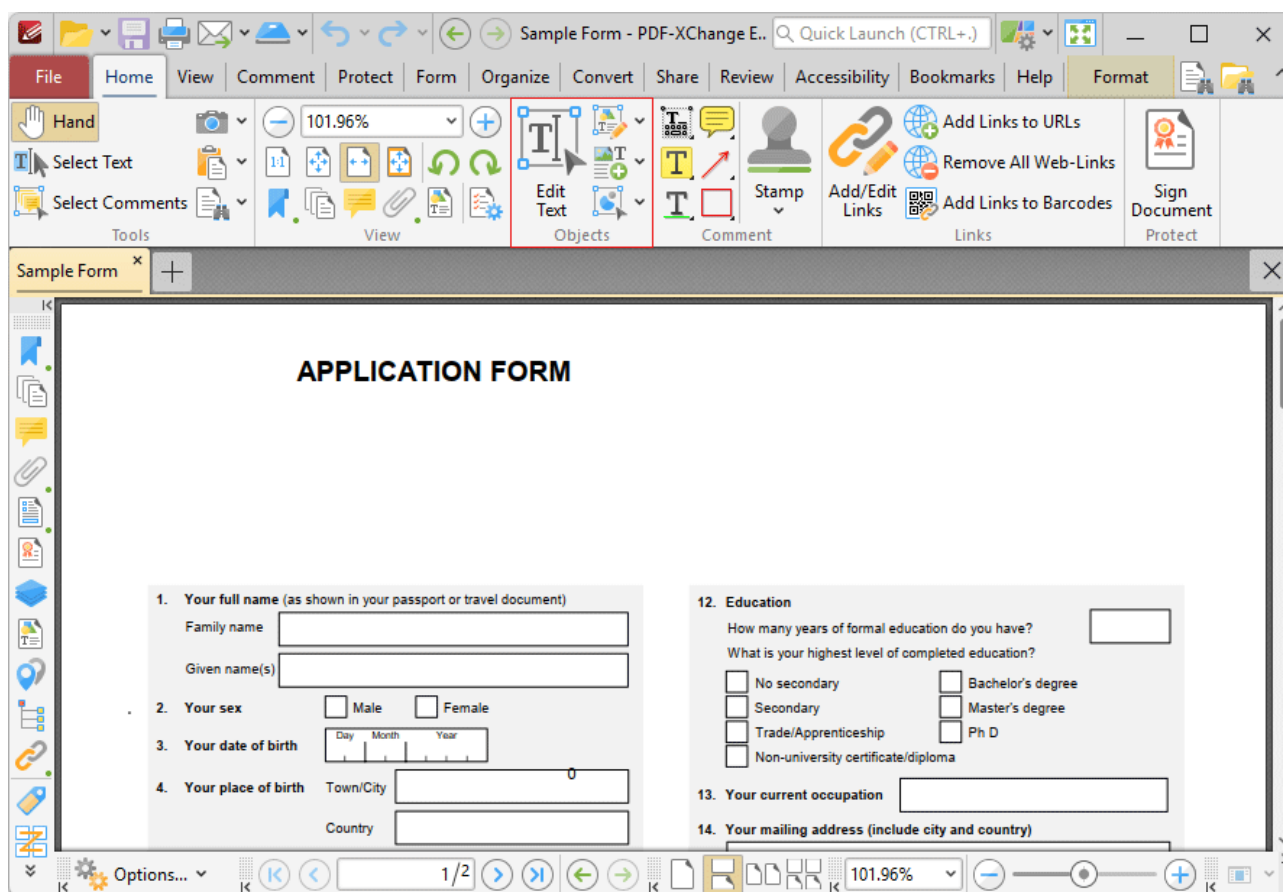 Sample Form - PDF-XChange E..
Quick Launch (CTRL+.)
File
Home
View
Comment
Protect
Form
Organize
Convert
Share
Review
Accessibility
Bookmarks
Help
Format
Hand
Select Text
Select Comments
Tools
101.96%
1:1
View
Edit
Text
Objects
Stamp
Comment
Add/Edit
Links
Add Links to URLs
Remove All Web-Links
Add Links to Barcodes
Links
Sign
Document
Protect
Sample Form
APPLICATION FORM
1. Your full name (as shown in your passport or travel document)
Family name
Given name(s)
2. Your sex
Male
Female
3. Your date of birth
Day Month Year
4. Your place of birth
Town/City
0
Country
12. Education
How many years of formal education do you have?
What is your highest level of completed education?
No secondary
Bachelor's degree
Secondary
Master's degree
Trade/Apprenticeship
Ph D
Non-university certificate/diploma
13. Your current occupation
14. Your mailing address (include city and country)
Options...
1/2
101.96%